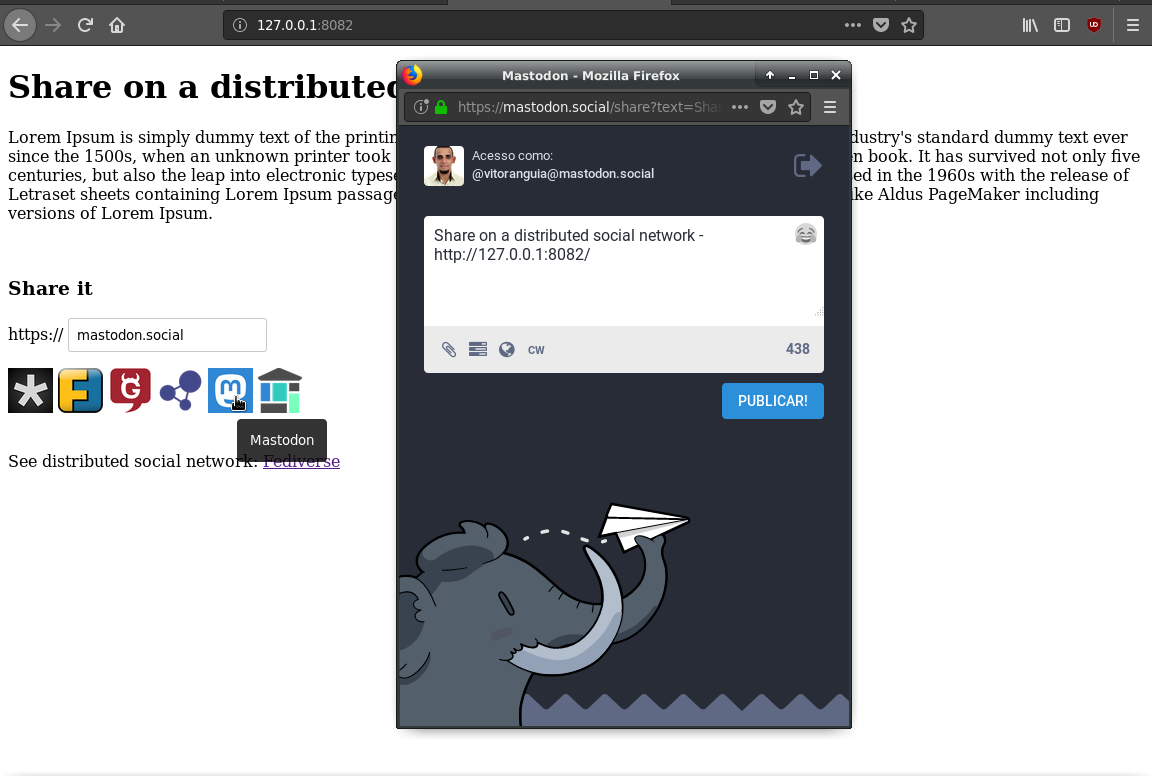 127.0.0.1:8082
Share on a distributed
Lorem Ipsum is simply dummy text of the printin
dustry's standard dummy text ever
since the 1500s, when an unknown printer took
n book. It has survived not only five
centuries, but also the leap into electronic typese
sed in the 1960s with the release of
Letraset sheets containing Lorem Ipsum passage
ike Aldus PageMaker including
versions of Lorem Ipsum.
Share it
https:// mastodon.social
Mastodon
See distributed social network: Fediverse
Mastodon - Mozilla Firefox
https://mastodon.social/share?text=Shar
Acesso como:
@vitoranguia@mastodon.social
Share on a distributed social network -
http://127.0.0.1:8082/
CW
438
PUBLICAR!